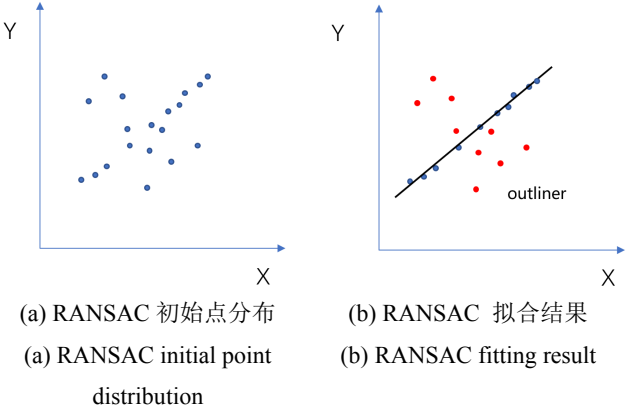 Y
X
Y
outliner
X
(a) RANSAC 初始点分布
(a) RANSAC initial point
distribution
(b) RANSAC 拟合结果
(b) RANSAC fitting result